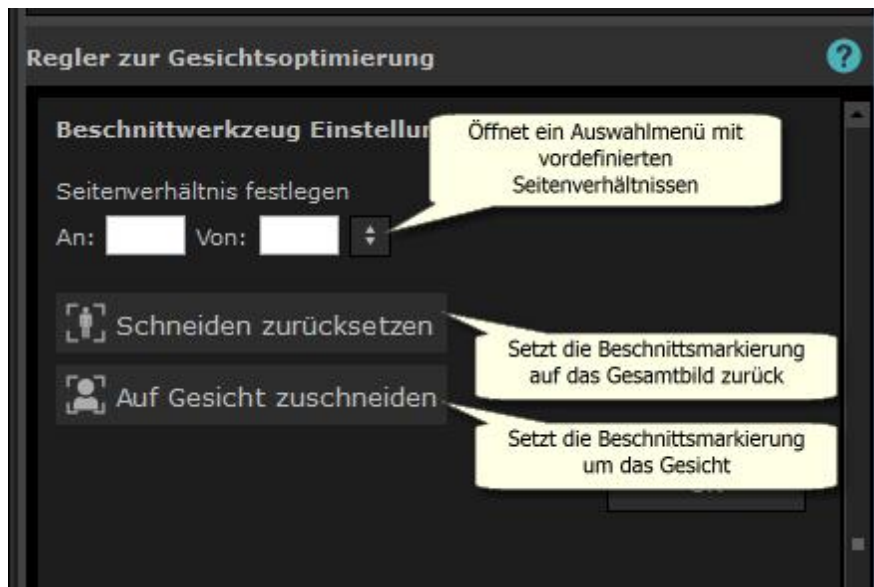 Regler zur Gesichtsoptimierung
?
Beschnittwerkzeug
Öffnet ein Auswahlmenü mit
vordefinierten
Seitenverhältnissen
Seitenverhältnis festlegen
An: Von:
Schneiden zurücksetzen
Setzt die Beschnittsmarkierung
auf das Gesamtbild zurück
Auf Gesicht zuschneiden
Setzt die Beschnittsmarkierung
um das Gesicht